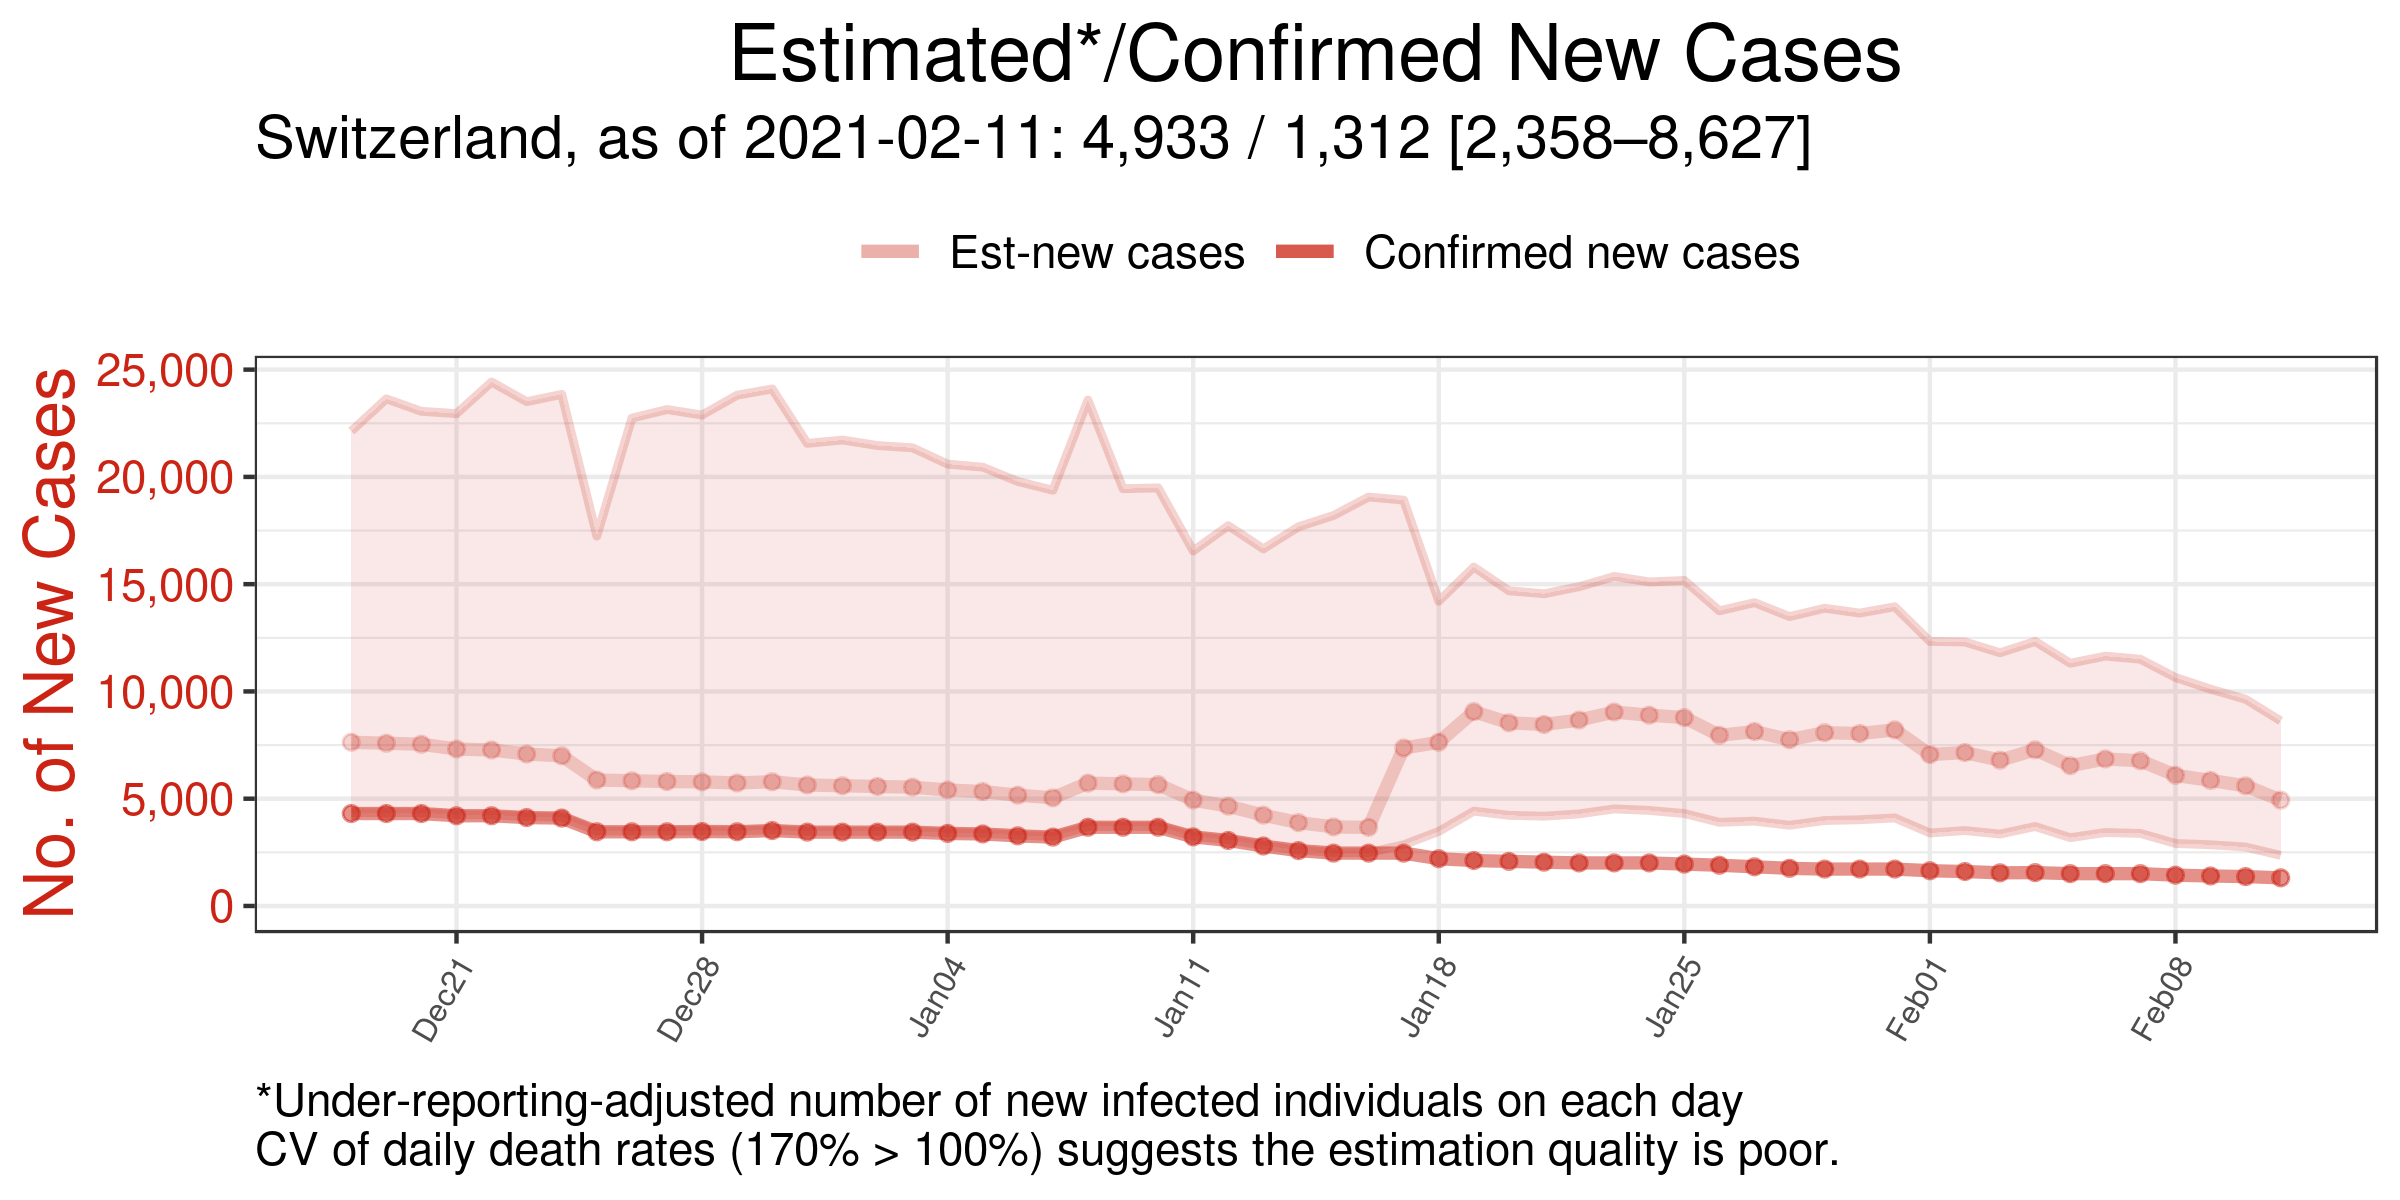 Estimated*/Confirmed New Cases
Switzerland, as of 2021-02-11: 4,933 / 1,312 [2,358–8,627]
Est-new cases
Confirmed new cases
No. of New Cases
25,000
20,000
15,000
10,000
5,000
0
Dec21
Dec28
Jan04
Jan11
Jan18
Jan25
Feb01
Feb08
*Under-reporting-adjusted number of new infected individuals on each day
CV of daily death rates (170% > 100%) suggests the estimation quality is poor.